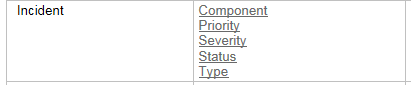 Incident
Component
Priority
Severity
Status
Type